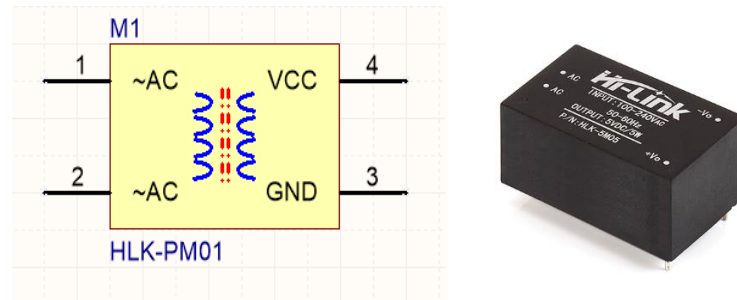 M1
1
~AC
VCC
4
2
~AC
GND
3
HLK-PM01
AC
AC
Hi-Link
INPUT:100-240VAC
50-60Hz
OUTPUT: 5VDC/5W
P/N:HLK-5M05
-Vo
+Vo